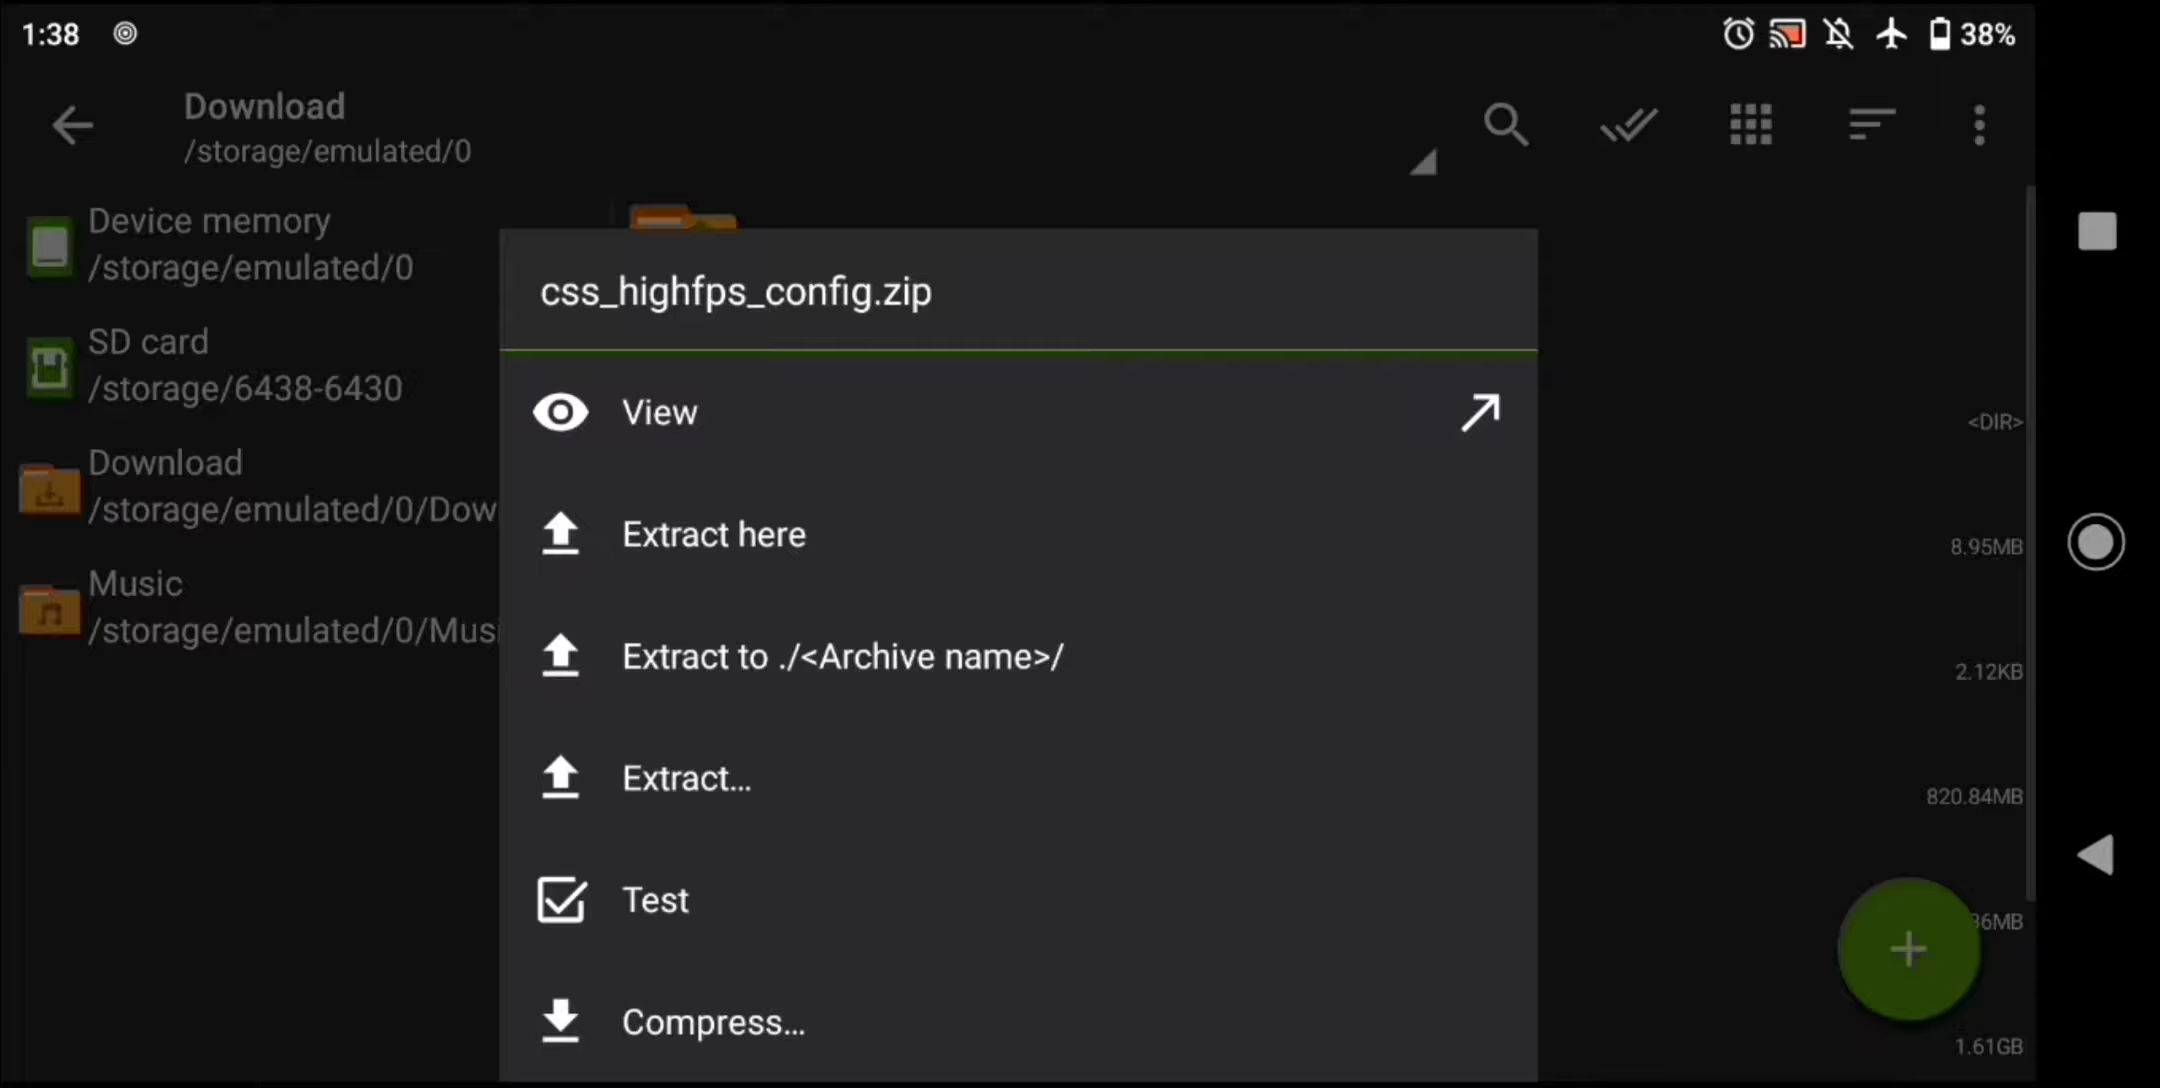 1:38
38%
Download
/storage/emulated/0
Device memory
/storage/emulated/0
SD card
/storage/6438-6430
Download
/storage/emulated/0/Dow
Music
/storage/emulated/0/Musi
css_highfps_config.zip
View
Extract here
Extract to ./<Archive name>/
Extract...
Test
Compress...
<DIR>
8.95MB
2.12KB
820.84MB
36MB
1.61GB